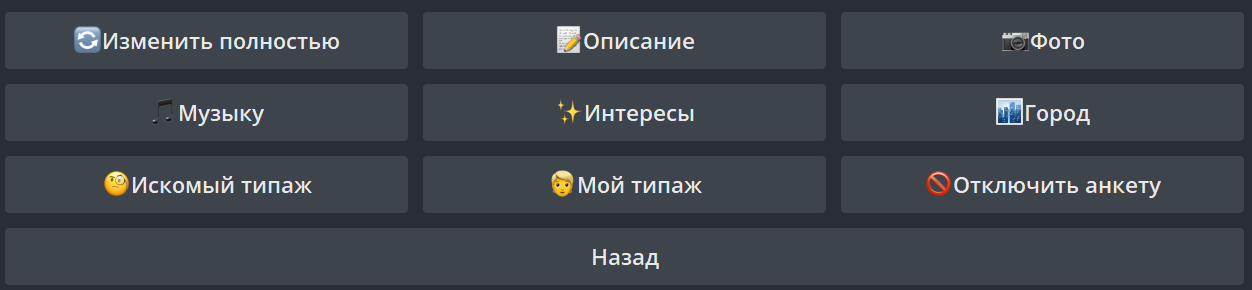 🔄Изменить полностью 📝Описание 📷Фото
🎵Музыку ✨Интересы 🏙Город
🧐Искомый типаж 👨Мой типаж 🚫Отключить анкету
Назад